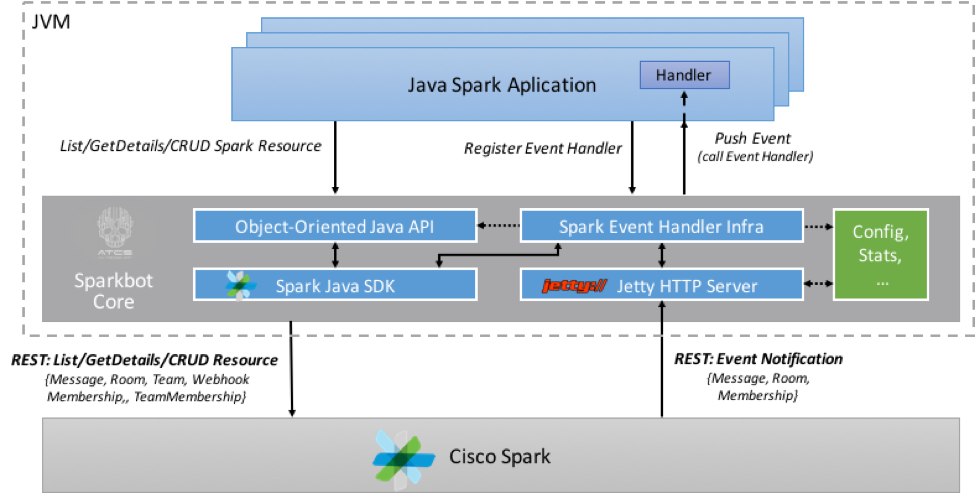 JVM
Java Spark Aplication
Handler
List/GetDetails/CRUD Spark Resource
Register Event Handler
Push Event
(call Event Handler)
Object-Oriented Java API
Spark Event Handler Infra
Config,
Stats,
...
ATCS
Sparkbot
Core
Spark Java SDK
jetty://
Jetty HTTP Server
REST: List/GetDetails/CRUD Resource
{Message, Room, Team, Webhook
Membership,, TeamMembership}
REST: Event Notification
{Message, Room,
Membership}
Cisco Spark